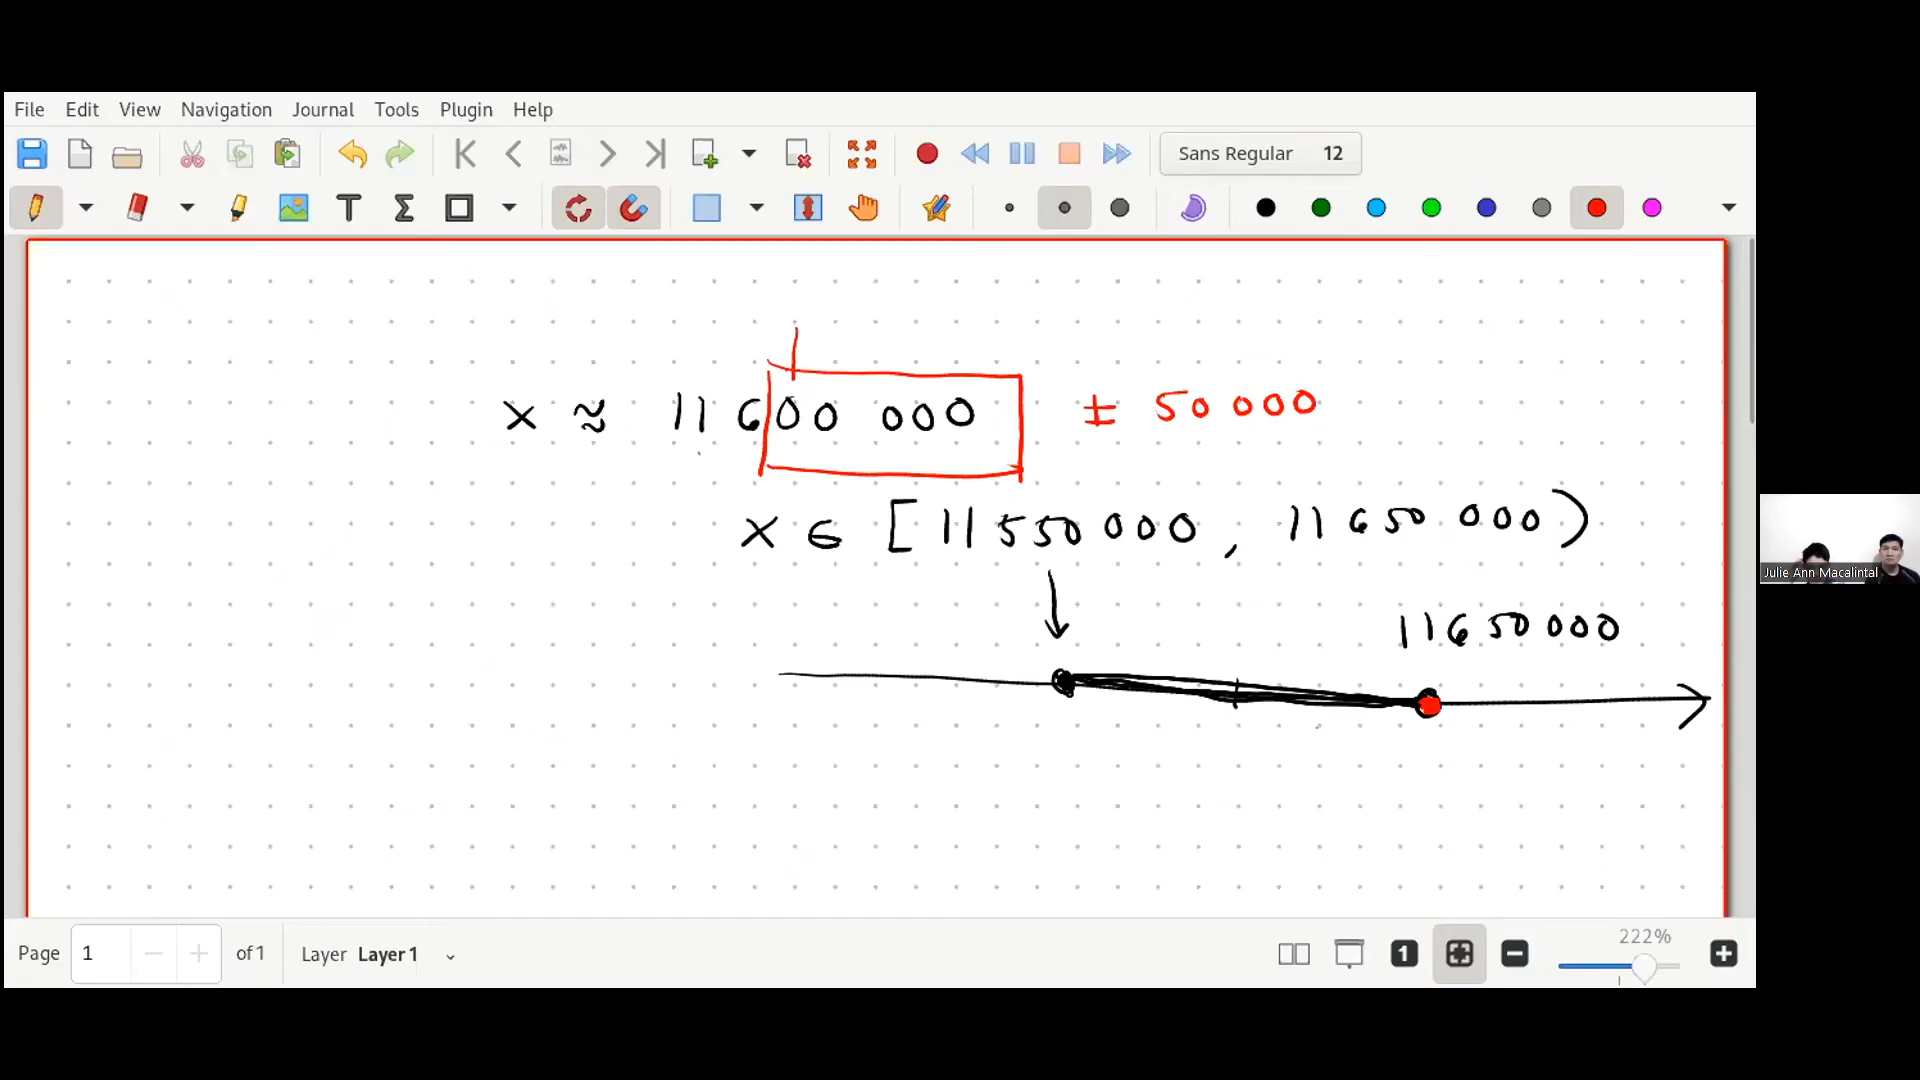 File Edit View Navigation Journal Tools Plugin Help
Sans Regular 12
x ≈ 11 600 000 ± 50 000
x ∈ [11 550 000, 11 650 000)
11 650 000
Julie Ann Macalintal
Page 1 of 1 Layer Layer 1 1 222%